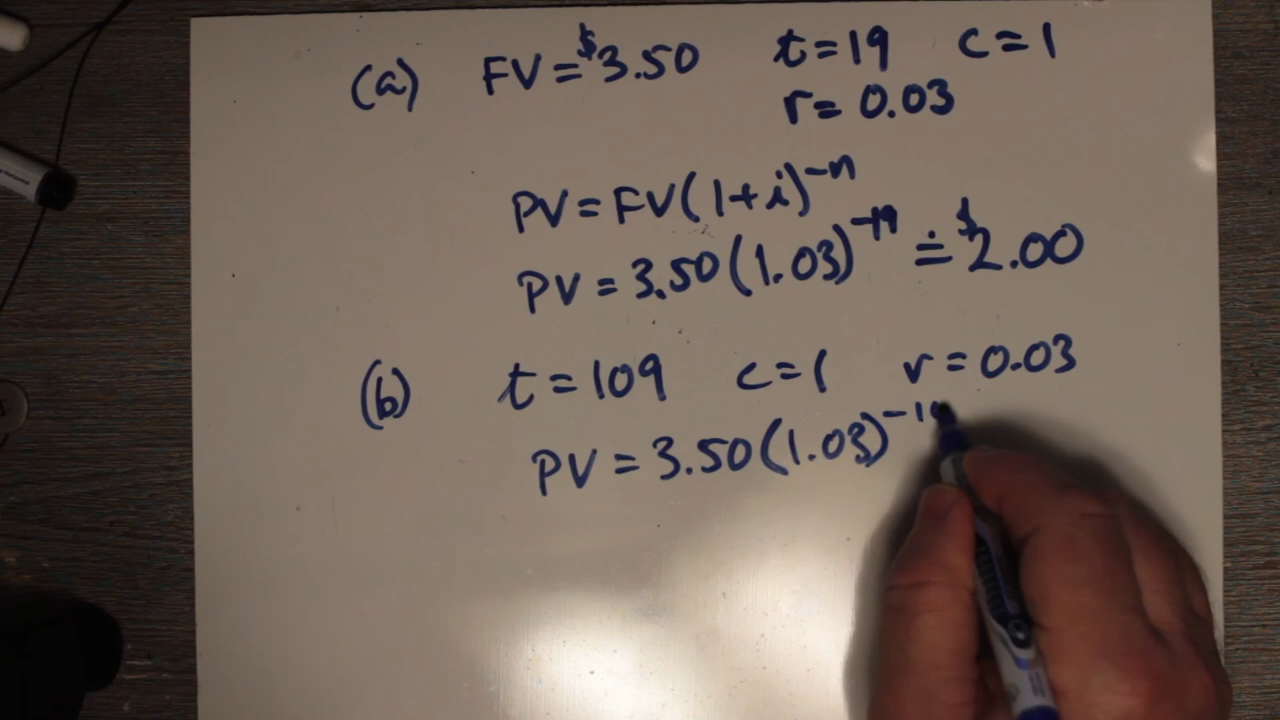 (a) FV = $3.50 t = 19 c = 1
r = 0.03
PV = FV(1+i)⁻ⁿ
PV = 3.50(1.03)⁻¹⁹ ≐ $2.00
(b) t = 109 c = 1 r = 0.03
PV = 3.50(1.03)⁻¹⁰